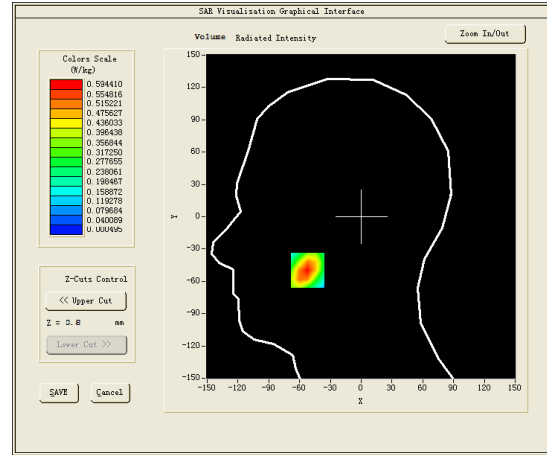 SAR Visualisation Graphical Interface
Volume Radiated Intensity
Zoom In/Out
Colors Scale
(W/kg)
0.594410
0.554816
0.515221
0.475627
0.436033
0.396438
0.356844
0.317250
0.277655
0.238061
0.198467
0.158872
0.119278
0.079684
0.040089
0.000495
Z-Cuts Control
<< Upper Cut
Z = 0.8 mm
Lower Cut >>
SAVE Cancel
150
120
90
60
30
0
-30
-60
-90
-120
-150
Y
-150 -120 -90 -60 -30 0 30 60 90 120 150
X